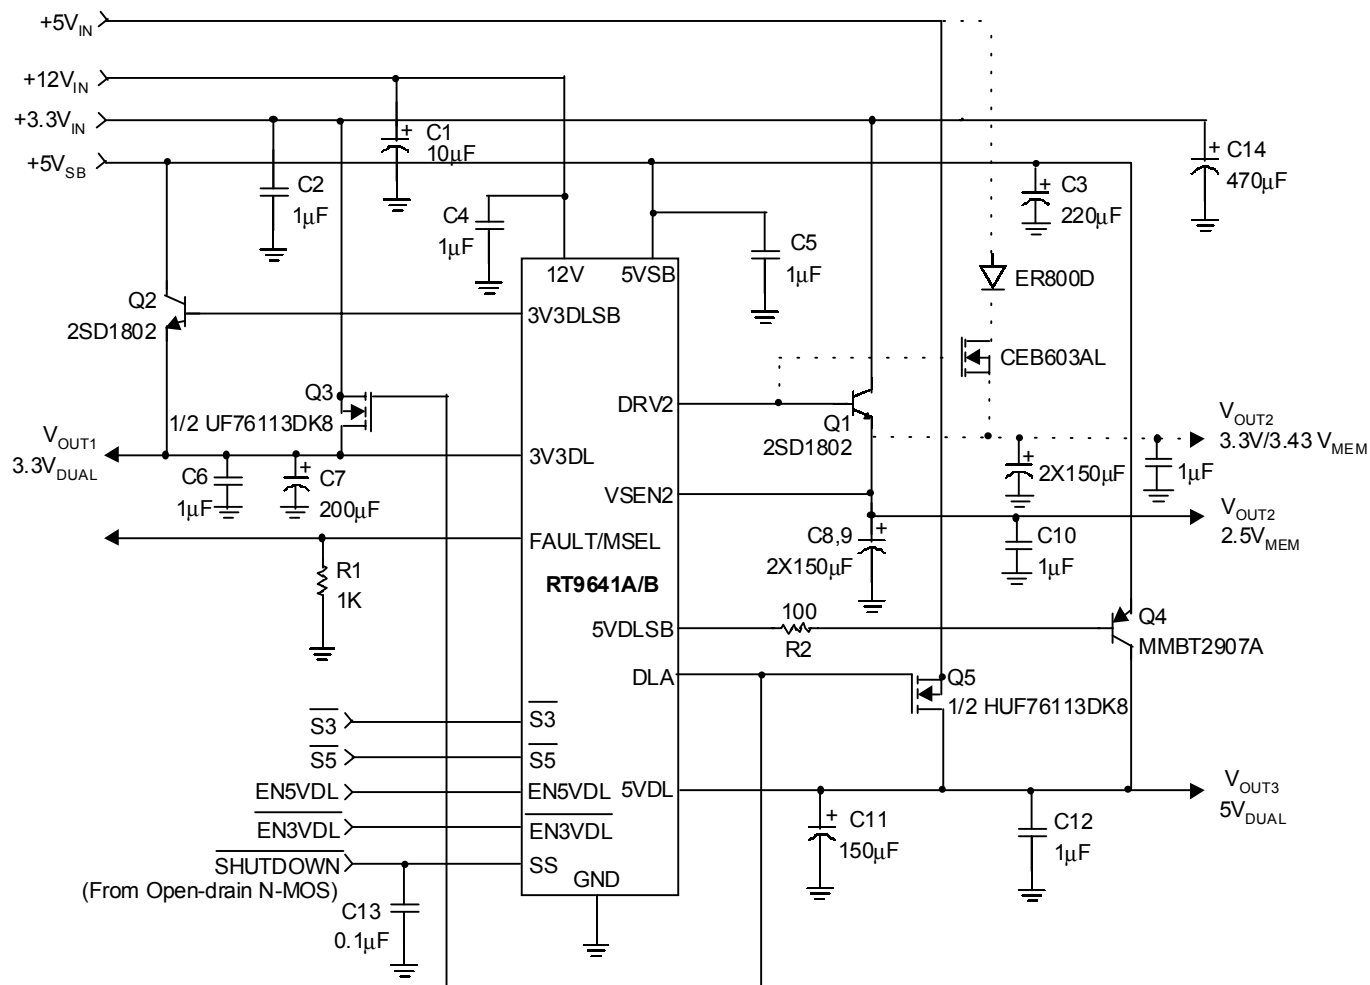 +5VIN
+12VIN
+3.3VIN
+5VSB
C1
10µF
C2
1µF
C4
1µF
C3
220µF
C14
470µF
C5
1µF
12V
5VSB
ER800D
Q2
2SD1802
3V3DLSB
CEB603AL
Q3
1/2 UF76113DK8
DRV2
Q1
2SD1802
VOUT2
3.3V/3.43 VMEM
VOUT1
3.3VDUAL
3V3DL
2X150µF
1µF
C6
1µF
C7
200µF
VSEN2
VOUT2
2.5VMEM
FAULT/MSEL
C8,9
2X150µF
C10
1µF
R1
1K
RT9641A/B
5VDLSB
100
R2
Q4
MMBT2907A
DLA
Q5
1/2 HUF76113DK8
S3
S3
S5
S5
EN5VDL
EN5VDL
5VDL
VOUT3
5VDUAL
EN3VDL
EN3VDL
C11
150µF
C12
1µF
SHUTDOWN
(From Open-drain N-MOS)
SS
GND
C13
0.1µF